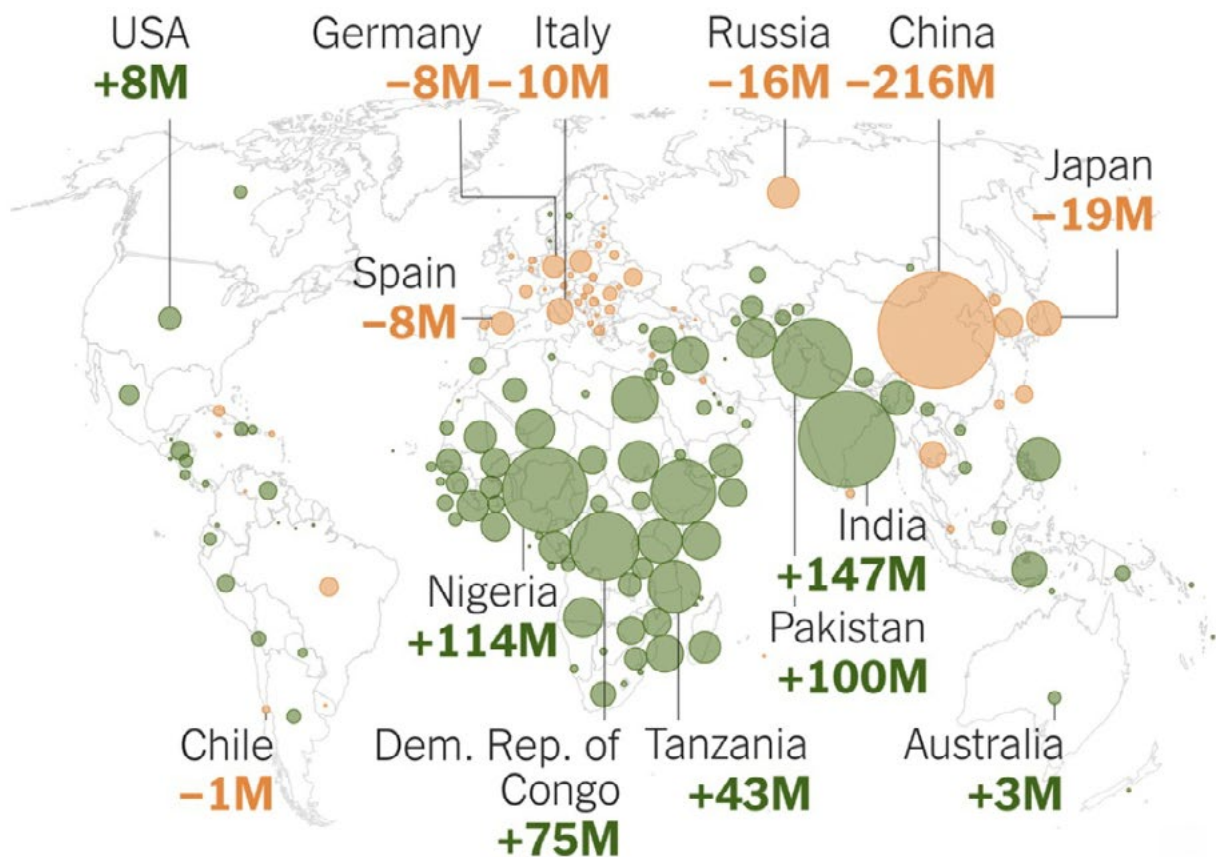 USA
+8M
Germany
–8M
Italy
–10M
Russia
–16M
China
–216M
Japan
–19M
Spain
–8M
India
+147M
Nigeria
+114M
Pakistan
+100M
Chile
–1M
Dem. Rep. of
Congo
+75M
Tanzania
+43M
Australia
+3M